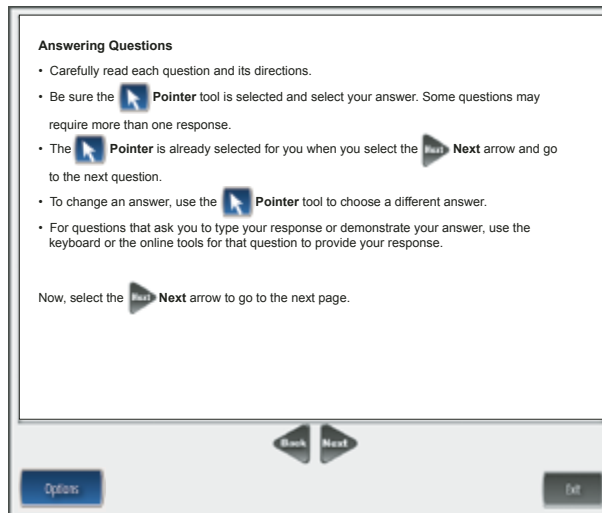 Answering Questions
• Carefully read each question and its directions.
• Be sure the Pointer tool is selected and select your answer. Some questions may
require more than one response.
• The Pointer is already selected for you when you select the Next Next arrow and go
to the next question.
• To change an answer, use the Pointer tool to choose a different answer.
• For questions that ask you to type your response or demonstrate your answer, use the
keyboard or the online tools for that question to provide your response.
Now, select the Next Next arrow to go to the next page.
Back Next
Options Exit